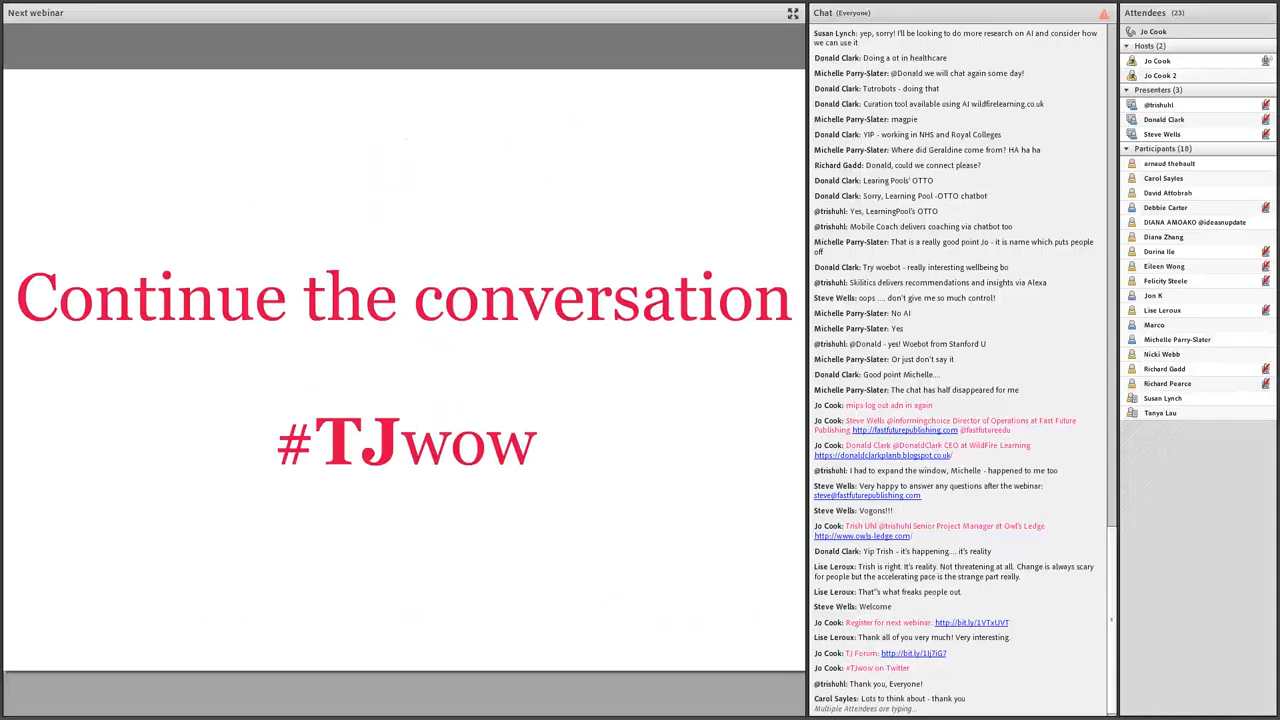 Next webinar
Continue the conversation
#TJwow
Chat (Everyone)
Susan Lynch: yep, sorry! I'll be looking to do more research on AI and consider how
we can use it
Donald Clark: Doing a ot in healthcare
Michelle Parry-Slater: @Donald we will chat again some day!
Donald Clark: Tutrobots - doing that
Donald Clark: Curation tool available using AI wildfirelearning.co.uk
Michelle Parry-Slater: magpie
Donald Clark: YIP - working in NHS and Royal Colleges
Michelle Parry-Slater: Where did Geraldine come from? HA ha ha
Richard Gadd: Donald, could we connect please?
Donald Clark: Learing Pools' OTTO
Donald Clark: Sorry, Learning Pool -OTTO chatbot
@trishuhl: Yes, LearningPool's OTTO
@trishuhl: Mobile Coach delivers coaching via chatbot too
Michelle Parry-Slater: That is a really good point Jo - it is name which puts people
off
Donald Clark: Try woebot - really interesting wellbeing bo
@trishuhl: Skilitics delivers recommendations and insights via Alexa
Steve Wells: oops .... don't give me so much control!
Michelle Parry-Slater: No AI
Michelle Parry-Slater: Yes
@trishuhl: @Donald - yes! Woebot from Stanford U
Michelle Parry-Slater: Or just don't say it
Donald Clark: Good point Michelle....
Michelle Parry-Slater: The chat has half disappeared for me
Jo Cook: mips log out adn in again
Jo Cook: Steve Wells @informingchoice Director of Operations at Fast Future
Publishing http://fastfuturepublishing.com @fastfutureedu
Jo Cook: Donald Clark @DonaldClark CEO at WildFire Learning
https://donaldclarkplanb.blogspot.co.uk/
@trishuhl: I had to expand the window, Michelle - happened to me too
Steve Wells: Very happy to answer any questions after the webinar:
steve@fastfuturepublishing.com
Steve Wells: Vogons!!!
Jo Cook: Trish Uhl @trishuhl Senior Project Manager at Owl's Ledge
http://www.owls-ledge.com/
Donald Clark: Yip Trish - it's happening.... it's reality
Lise Leroux: Trish is right. It's reality. Not threatening at all. Change is always scary
for people but the accelerating pace is the strange part really.
Lise Leroux: That"s what freaks people out.
Steve Wells: Welcome
Jo Cook: Register for next webinar: http://bit.ly/1VTxUVT
Lise Leroux: Thank all of you very much! Very interesting.
Jo Cook: TJ Forum: http://bit.ly/1Ij7iG7
Jo Cook: #TJwow on Twitter
@trishuhl: Thank you, Everyone!
Carol Sayles: Lots to think about - thank you
Multiple Attendees are typing...
Attendees (23)
Jo Cook
Hosts (2)
Jo Cook
Jo Cook 2
Presenters (3)
@trishuhl
Donald Clark
Steve Wells
Participants (18)
arnaud thebault
Carol Sayles
David Attobrah
Debbie Carter
DIANA AMOAKO @ideasnupdate
Diana Zhang
Dorina Ile
Eileen Wong
Felicity Steele
Jon K
Lise Leroux
Marco
Michelle Parry-Slater
Nicki Webb
Richard Gadd
Richard Pearce
Susan Lynch
Tanya Lau